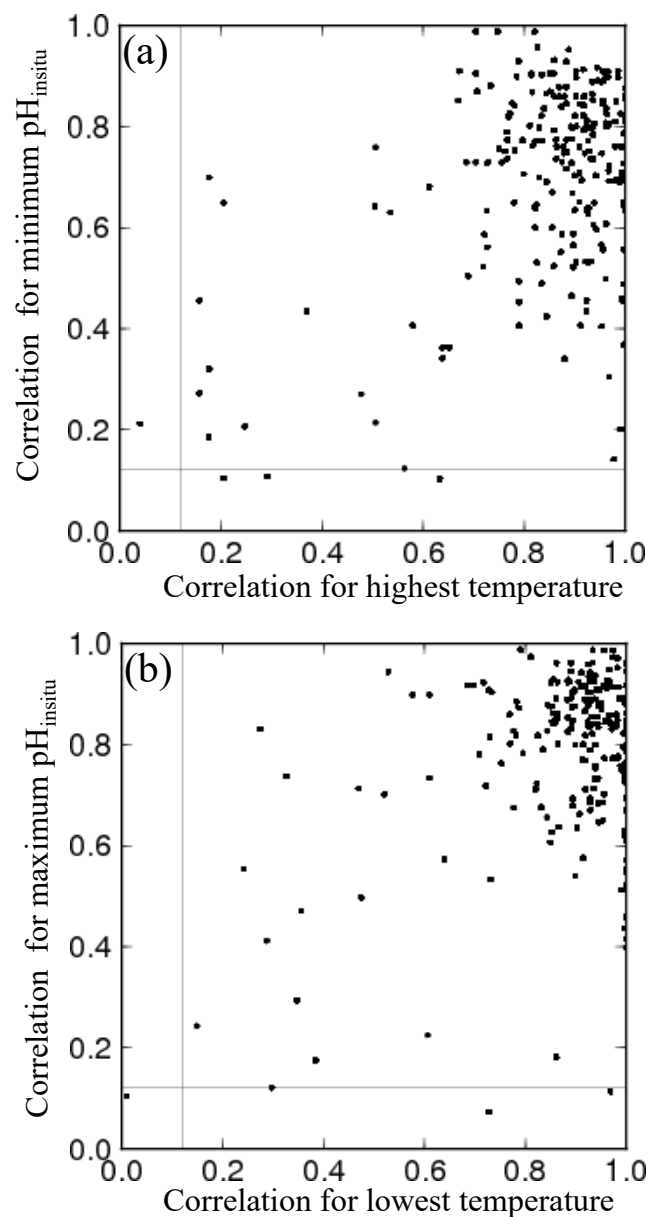 1.0
(a)
0.8
0.6
0.4
0.2
0.0
Correlation for minimum pHinsitu
0.0 0.2 0.4 0.6 0.8 1.0
Correlation for highest temperature
1.0
(b)
0.8
0.6
0.4
0.2
0.0
Correlation for maximum pHinsitu
0.0 0.2 0.4 0.6 0.8 1.0
Correlation for lowest temperature